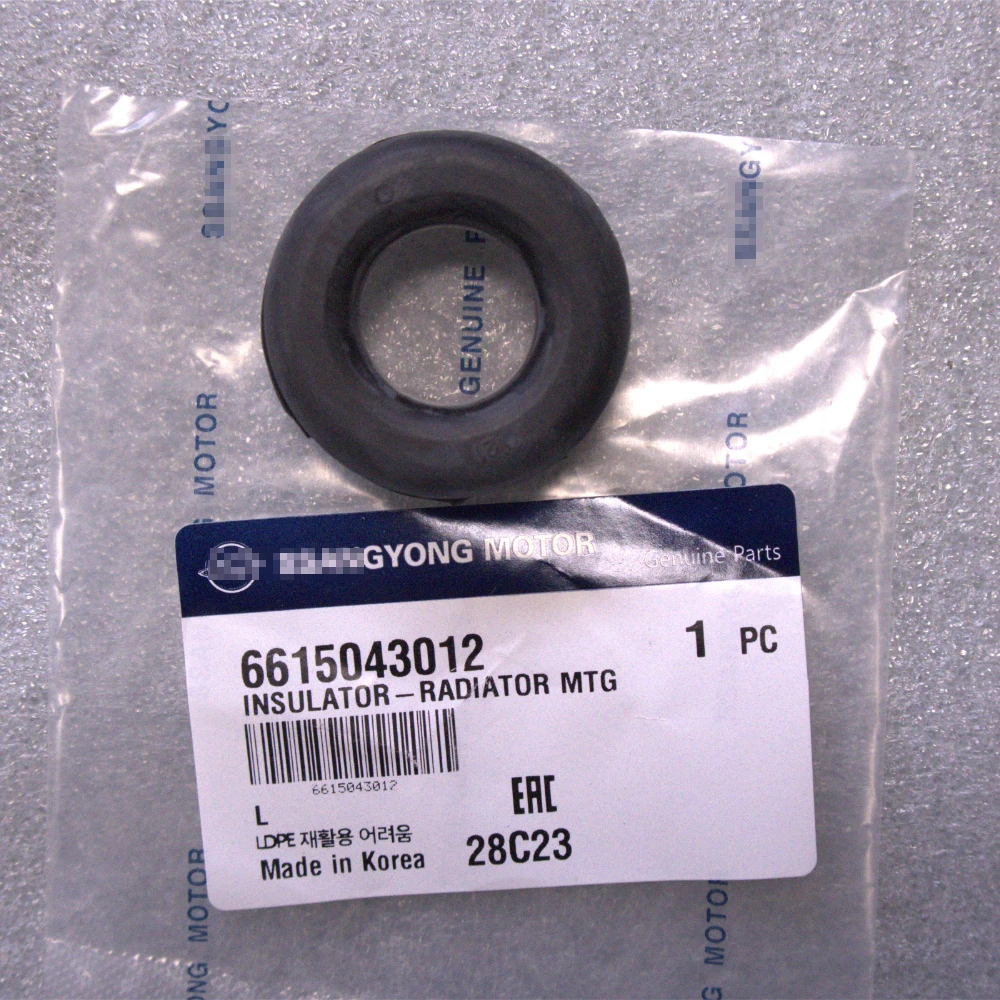 GENUINE
MOTOR
GYONG MOTOR
Genuine Parts
6615043012
1 PC
INSULATOR-RADIATOR MTG
6615043012
L
EAC
LDPE 재활용 어려움
28C23
Made in Korea
MOTOR
MOTOR